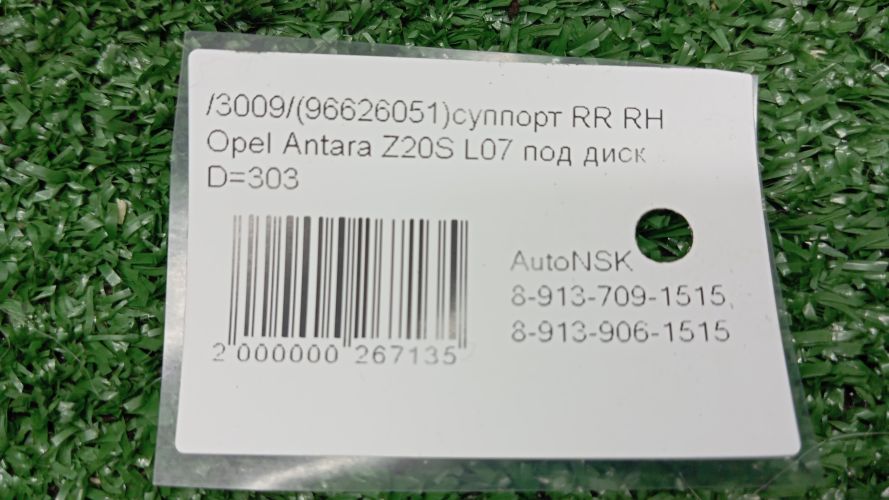 /3009/(96626051)суппорт RR RH
Opel Antara Z20S L07 под диск
D=303
AutoNSK
8-913-709-1515,
8-913-906-1515
2 000000 267135